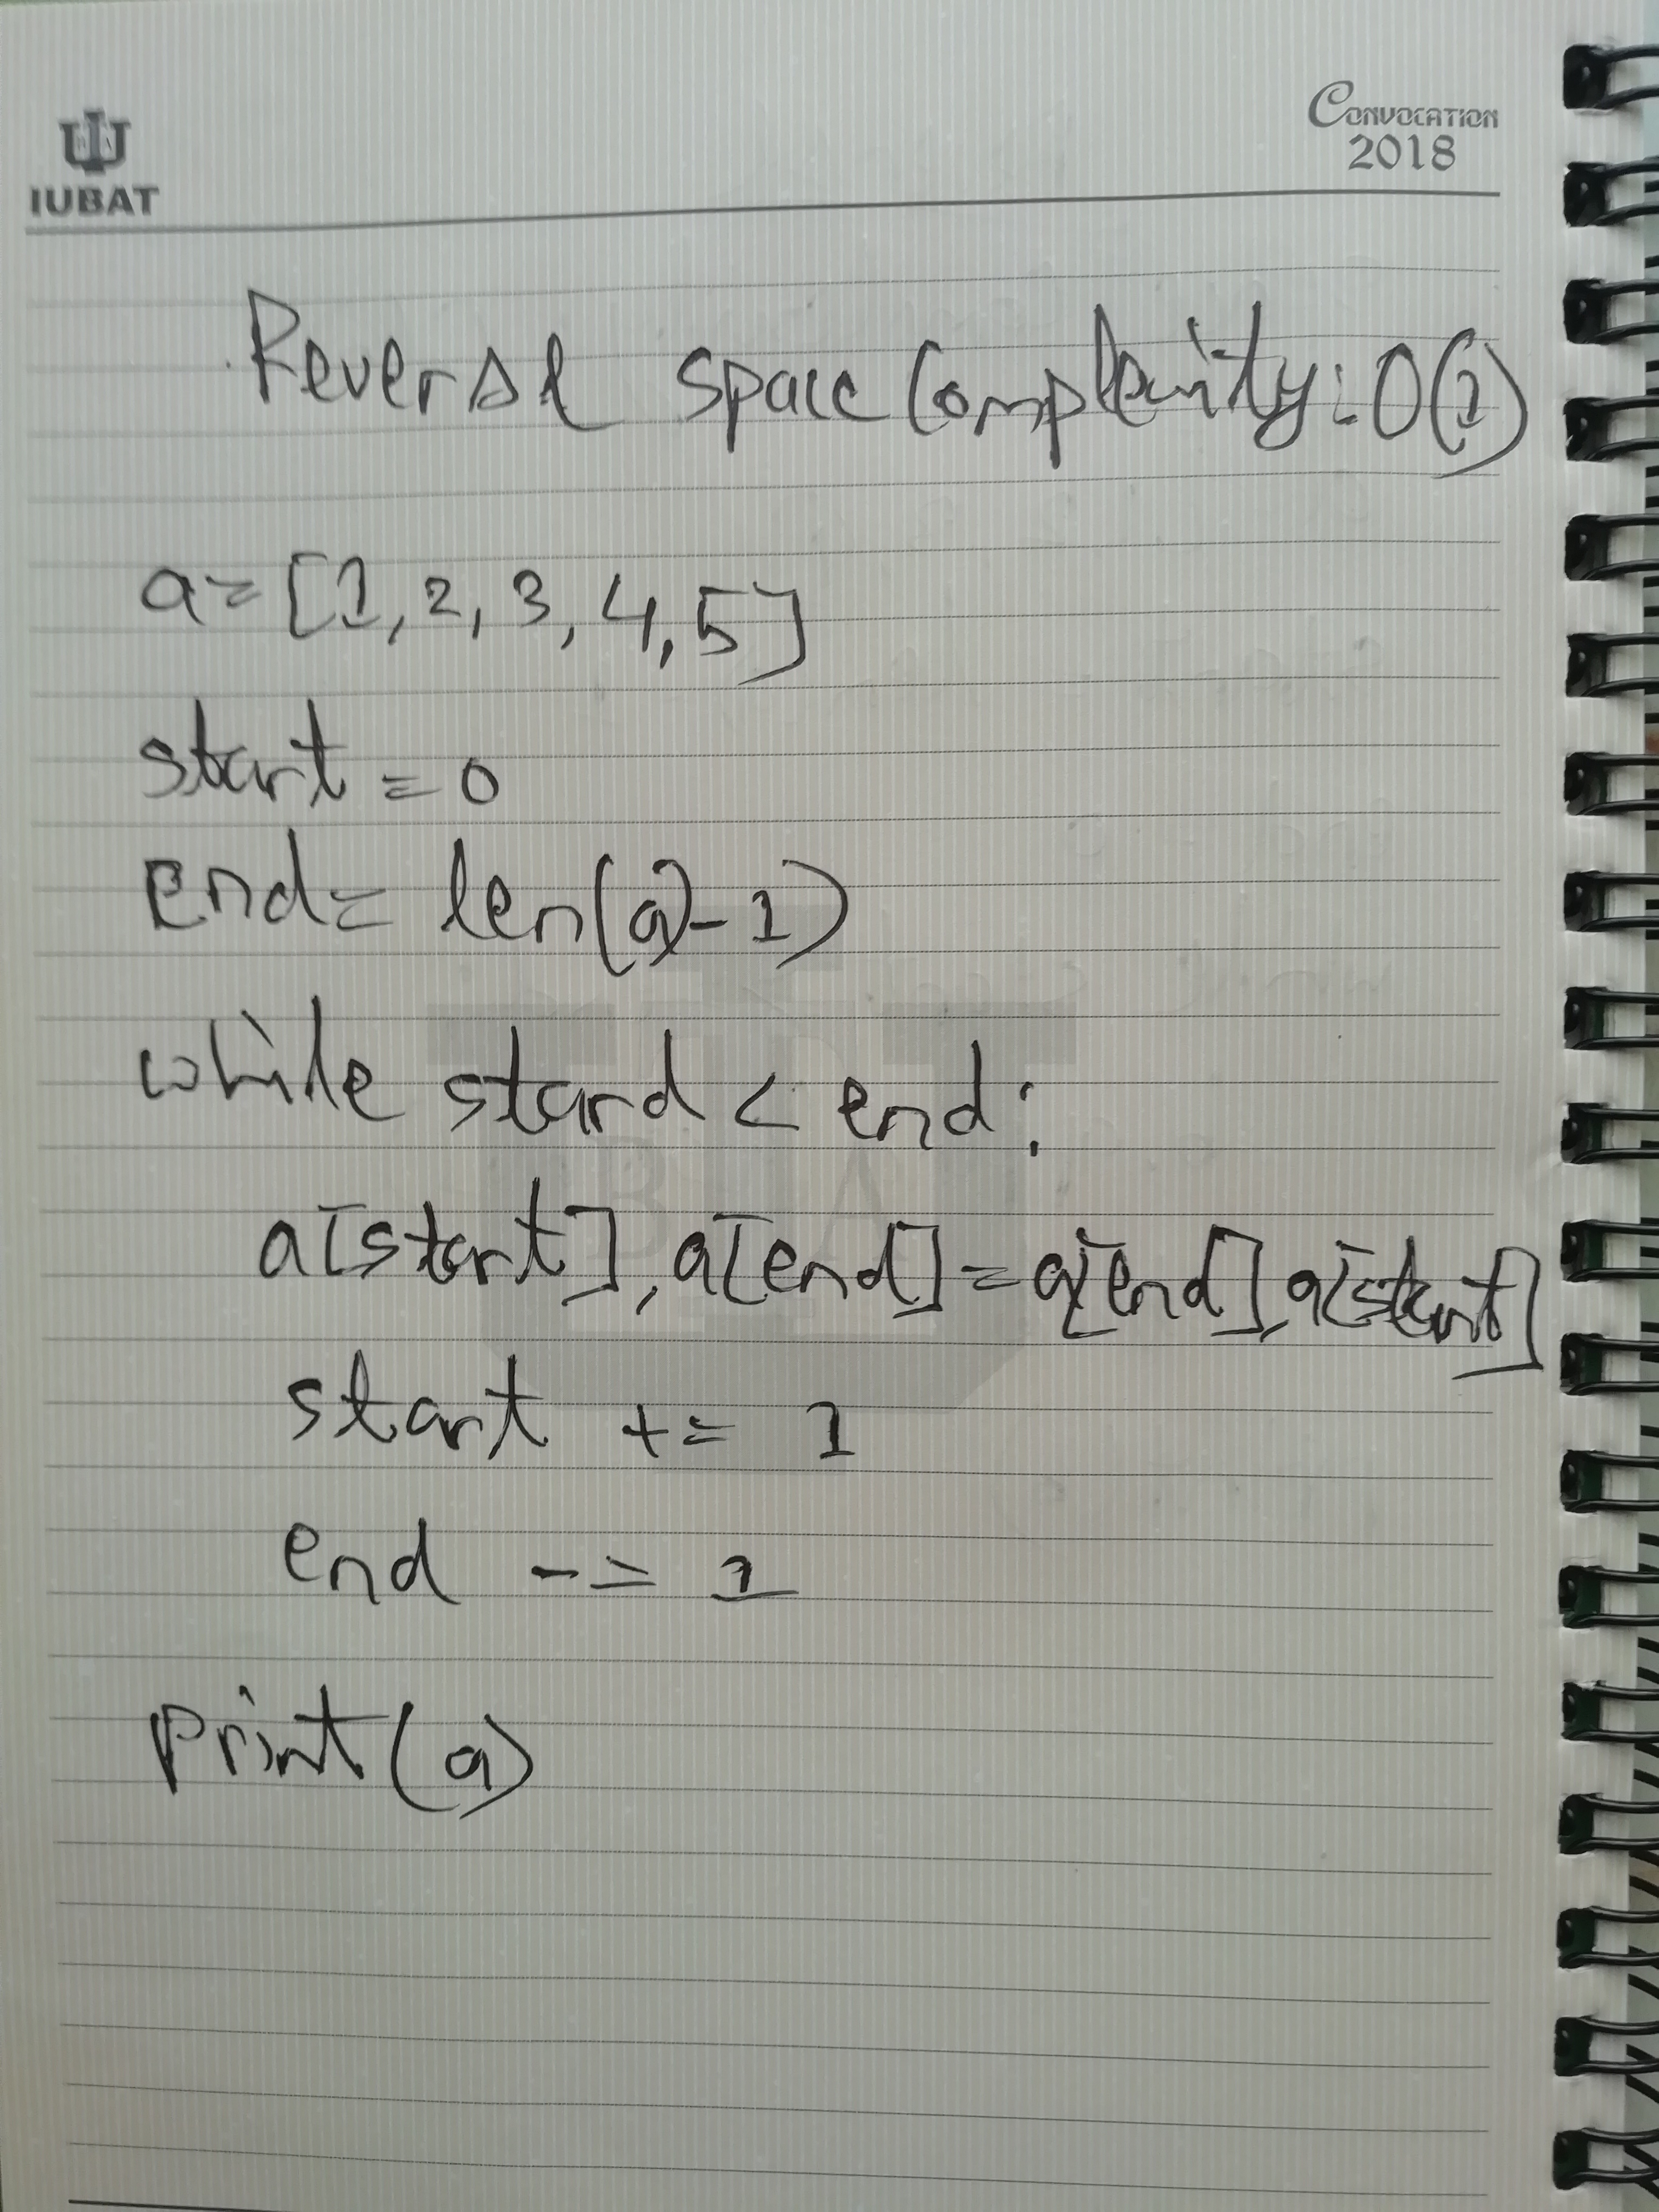 IUBAT
CONVOCATION
2018
Reversal space Complexity: O(1)
a = [1, 2, 3, 4, 5]
start = 0
End = len(a)-1)
while stard < end:
a[start], a[end] = a[end], a[start]
start += 1
end -= 1
print(a)